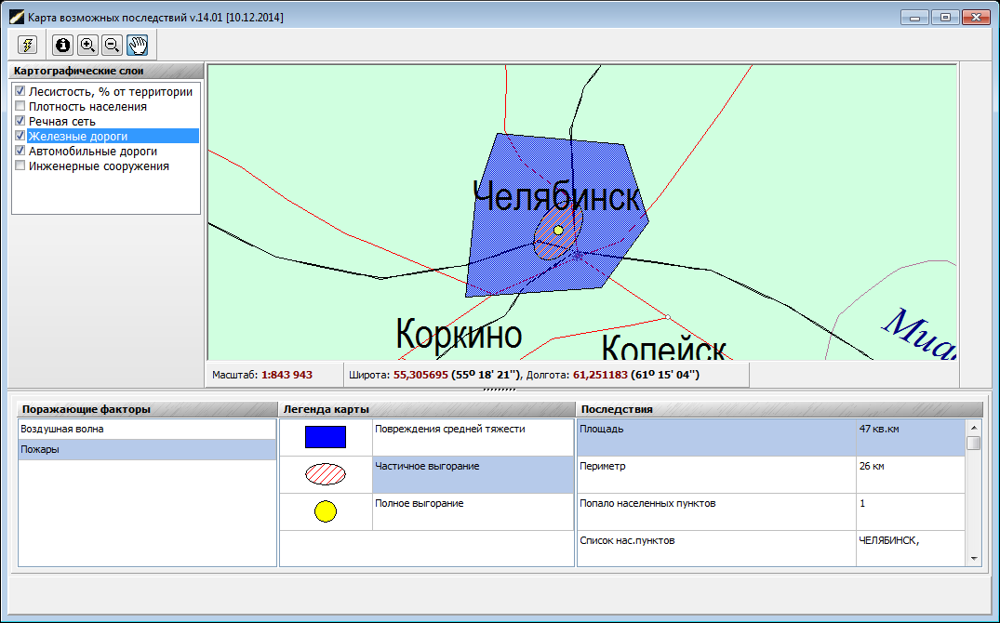 Карта возможных последствий v.14.01 [10.12.2014]
Картографические слои
Лесистость, % от территории
Плотность населения
Речная сеть
Железные дороги
Автомобильные дороги
Инженерные сооружения
Челябинск
Коркино
Копейск
Миас
Масштаб: 1:843 943
Широта: 55,305695 (55º 18' 21"), Долгота: 61,251183 (61º 15' 04")
Поражающие факторы
Воздушная волна
Пожары
Легенда карты
Повреждения средней тяжести
Частичное выгорание
Полное выгорание
Последствия
Площадь 47 кв.км
Периметр 26 км
Попало населенных пунктов 1
Список нас.пунктов ЧЕЛЯБИНСК,